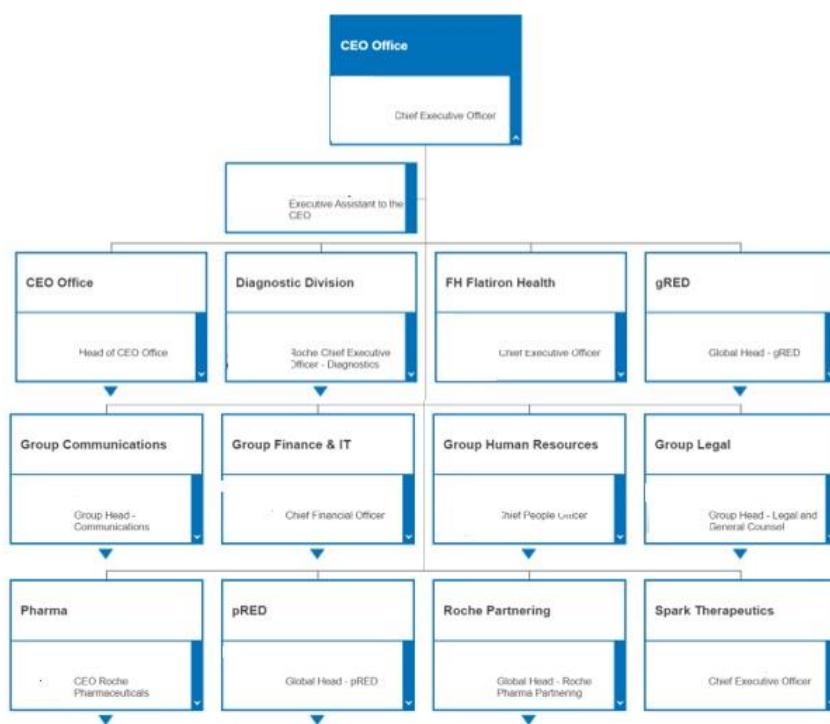 CEO Office
Chief Executive Officer
Executive Assistant to the
CEO
CEO Office
Head of CEO Office
Diagnostic Division
Roche Chief Executive
Officer - Diagnostics
FH Flatiron Health
Chief Executive Officer
gRED
Global Head - gRED
Group Communications
Group Head -
Communications
Group Finance & IT
Chief Financial Officer
Group Human Resources
Chief People Officer
Group Legal
Group Head - Legal and
General Counsel
Pharma
CEO Roche
Pharmaceuticals
pRED
Global Head - pRED
Roche Partnering
Global Head - Roche
Pharma Partnering
Spark Therapeutics
Chief Executive Officer